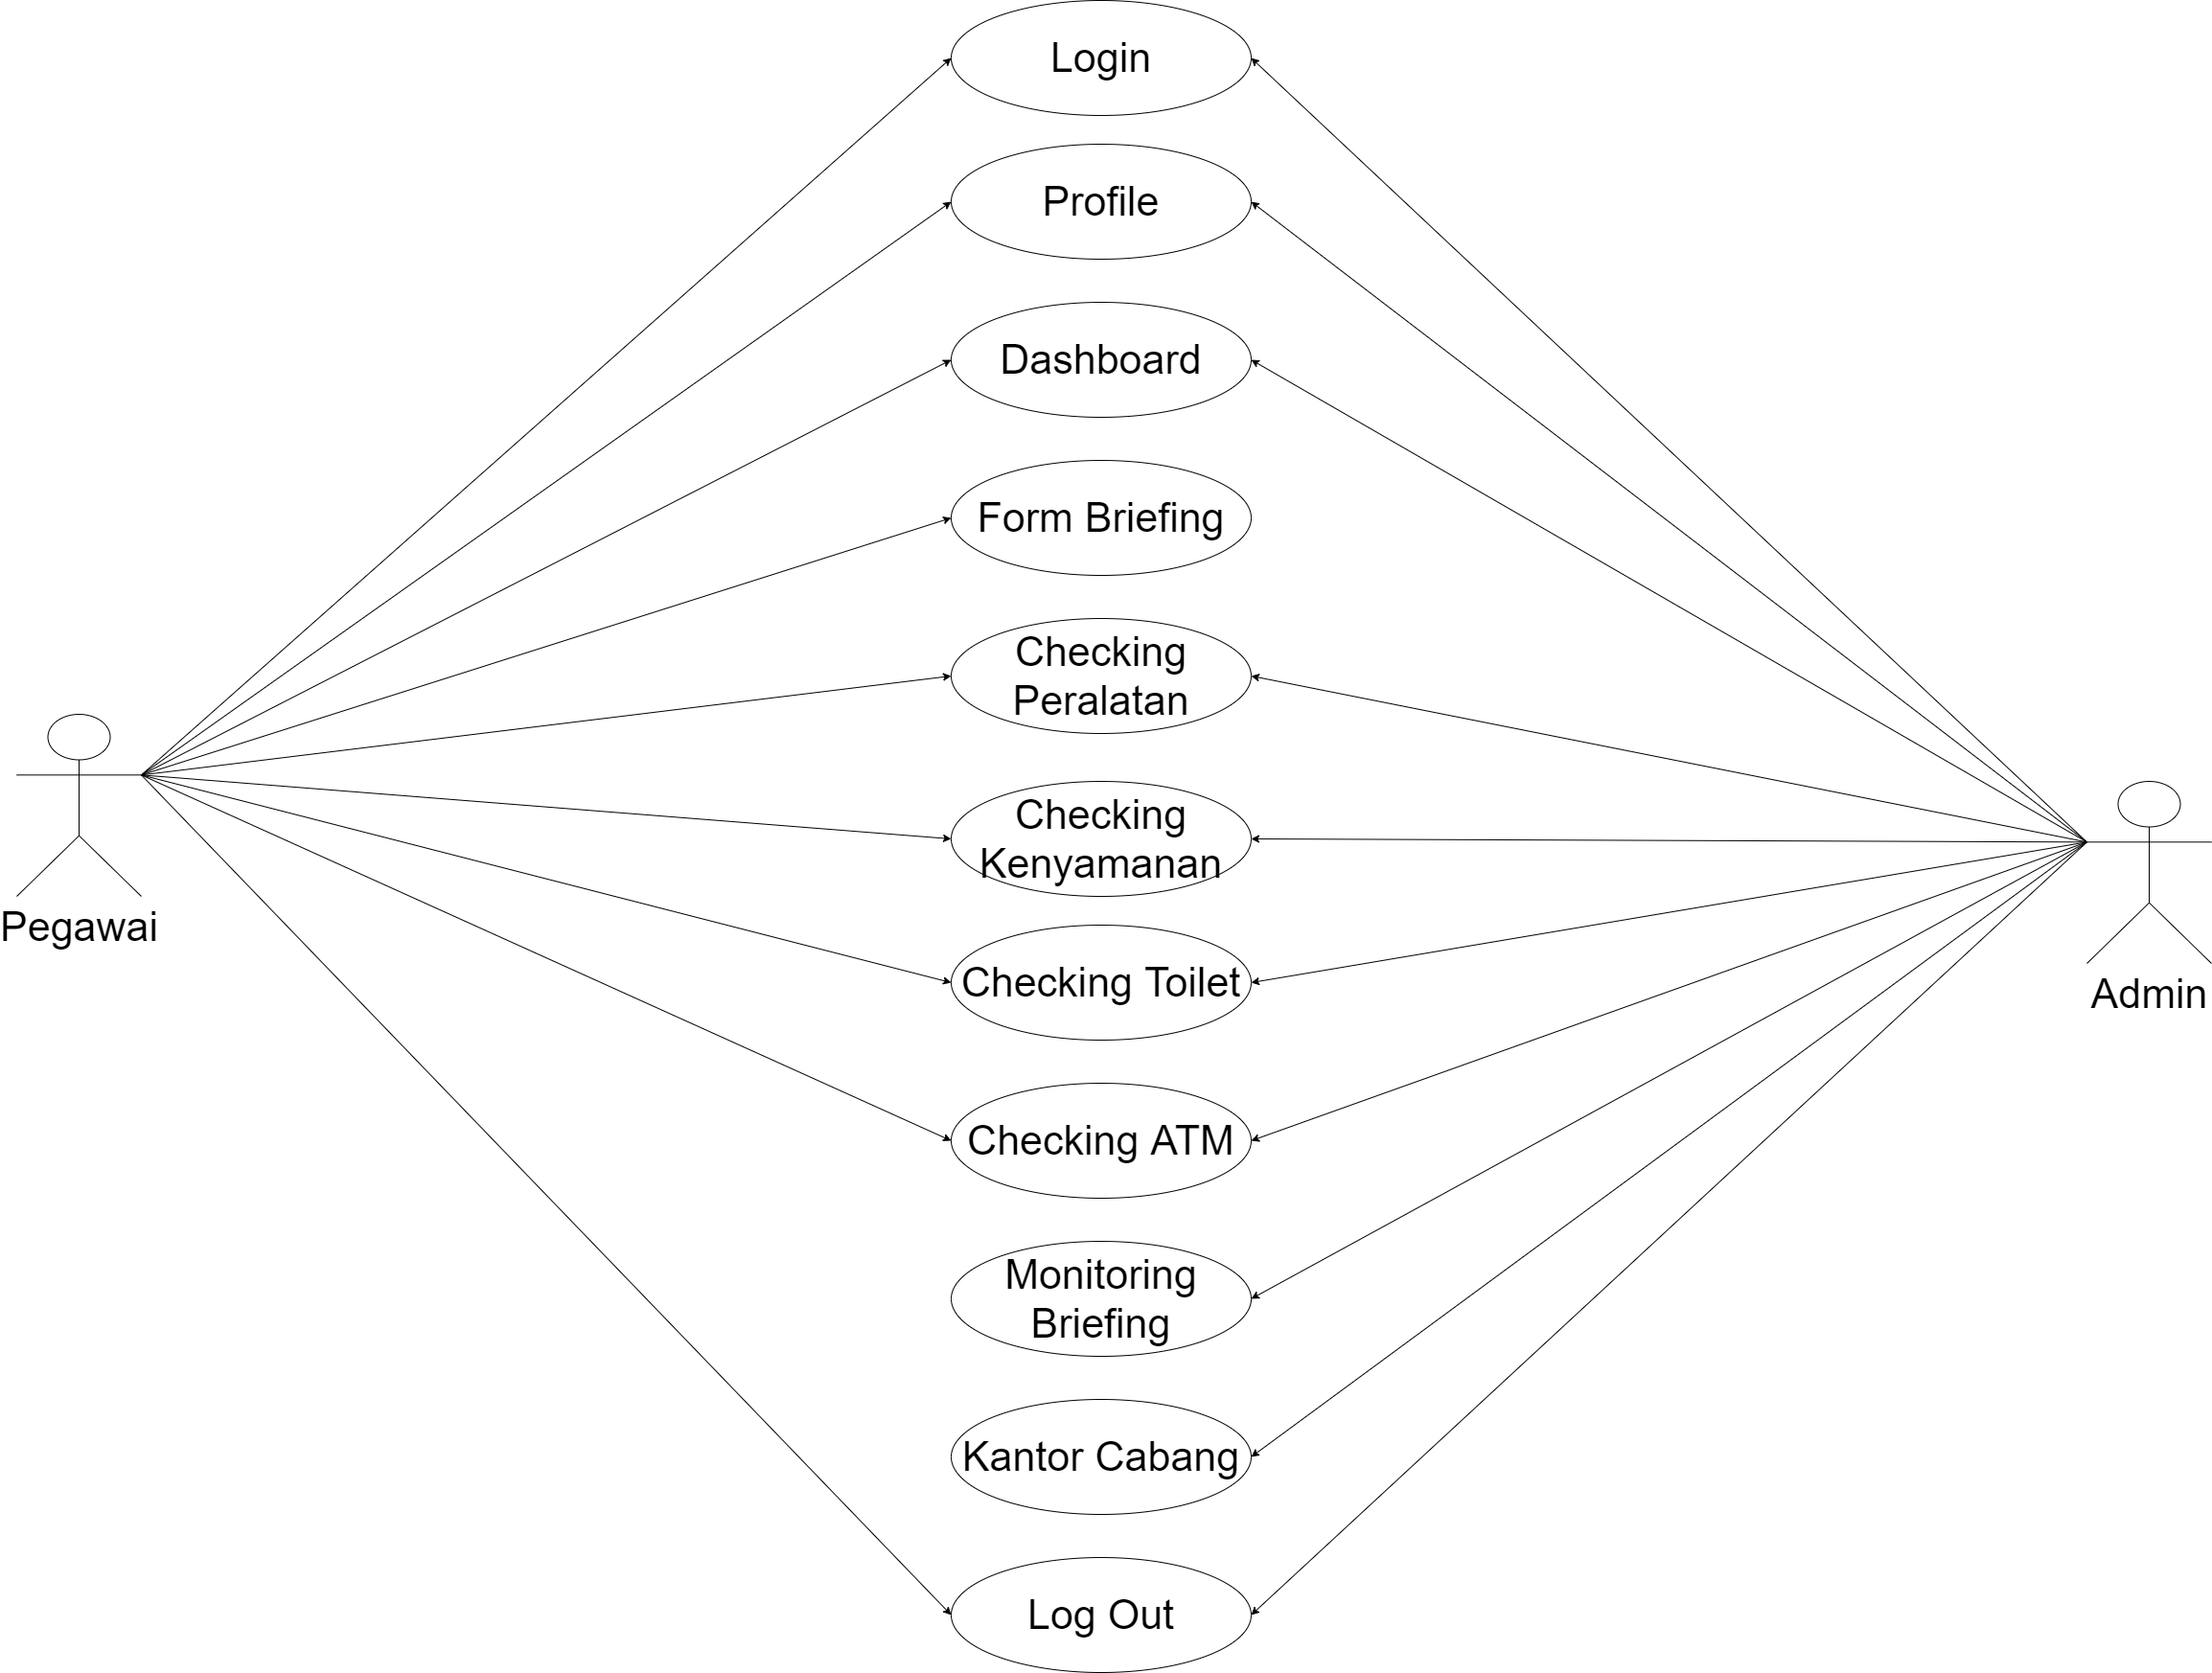 Login
Profile
Dashboard
Form Briefing
Checking
Peralatan
Checking
Kenyamanan
Pegawai
Checking Toilet
Admin
Checking ATM
Monitoring
Briefing
Kantor Cabang
Log Out